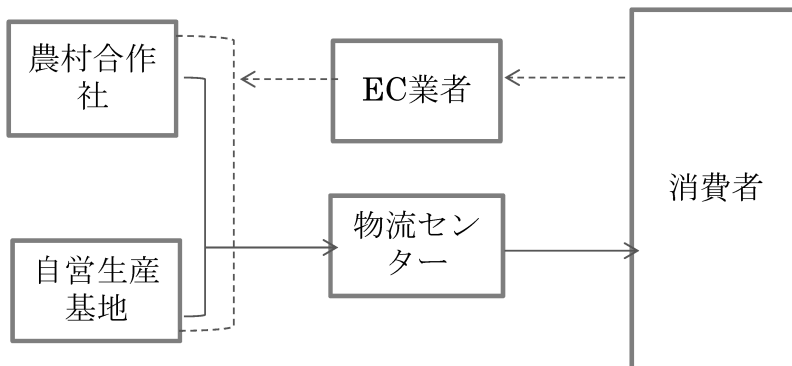 農村合作
社
EC業者
消費者
物流セン
ター
自営生産
基地